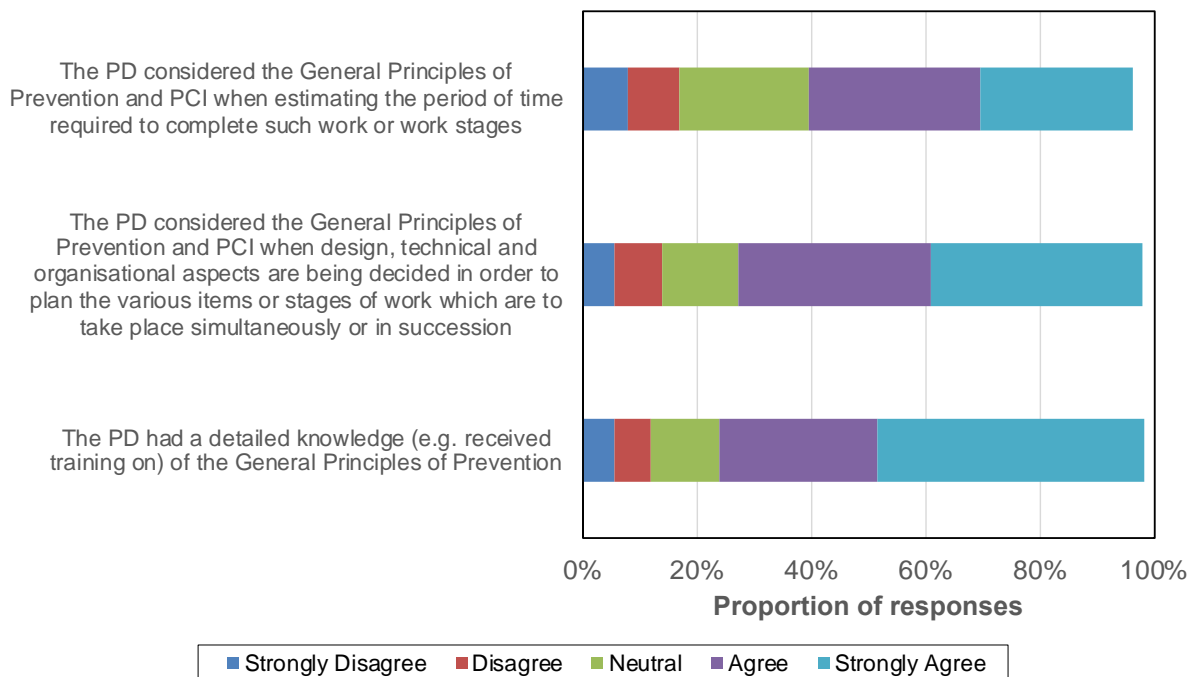 The PD considered the General Principles of
Prevention and PCI when estimating the period of time
required to complete such work or work stages
The PD considered the General Principles of
Prevention and PCI when design, technical and
organisational aspects are being decided in order to
plan the various items or stages of work which are to
take place simultaneously or in succession
The PD had a detailed knowledge (e.g. received
training on) of the General Principles of Prevention
0% 20% 40% 60% 80% 100%
Proportion of responses
Strongly Disagree Disagree Neutral Agree Strongly Agree